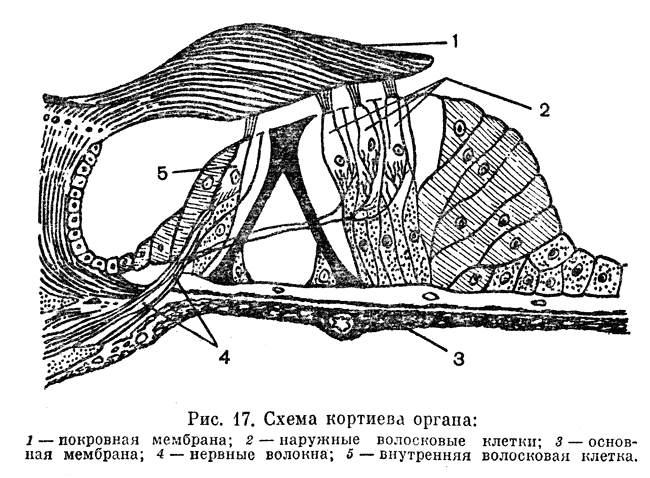 1
2
5
4
3
Рис. 17. Схема кортиева органа:
1 — покровная мембрана; 2 — наружные волосковые клетки; 3 — основ-
ная мембрана; 4 — нервные волокна; 5 — внутренняя волосковая клетка.